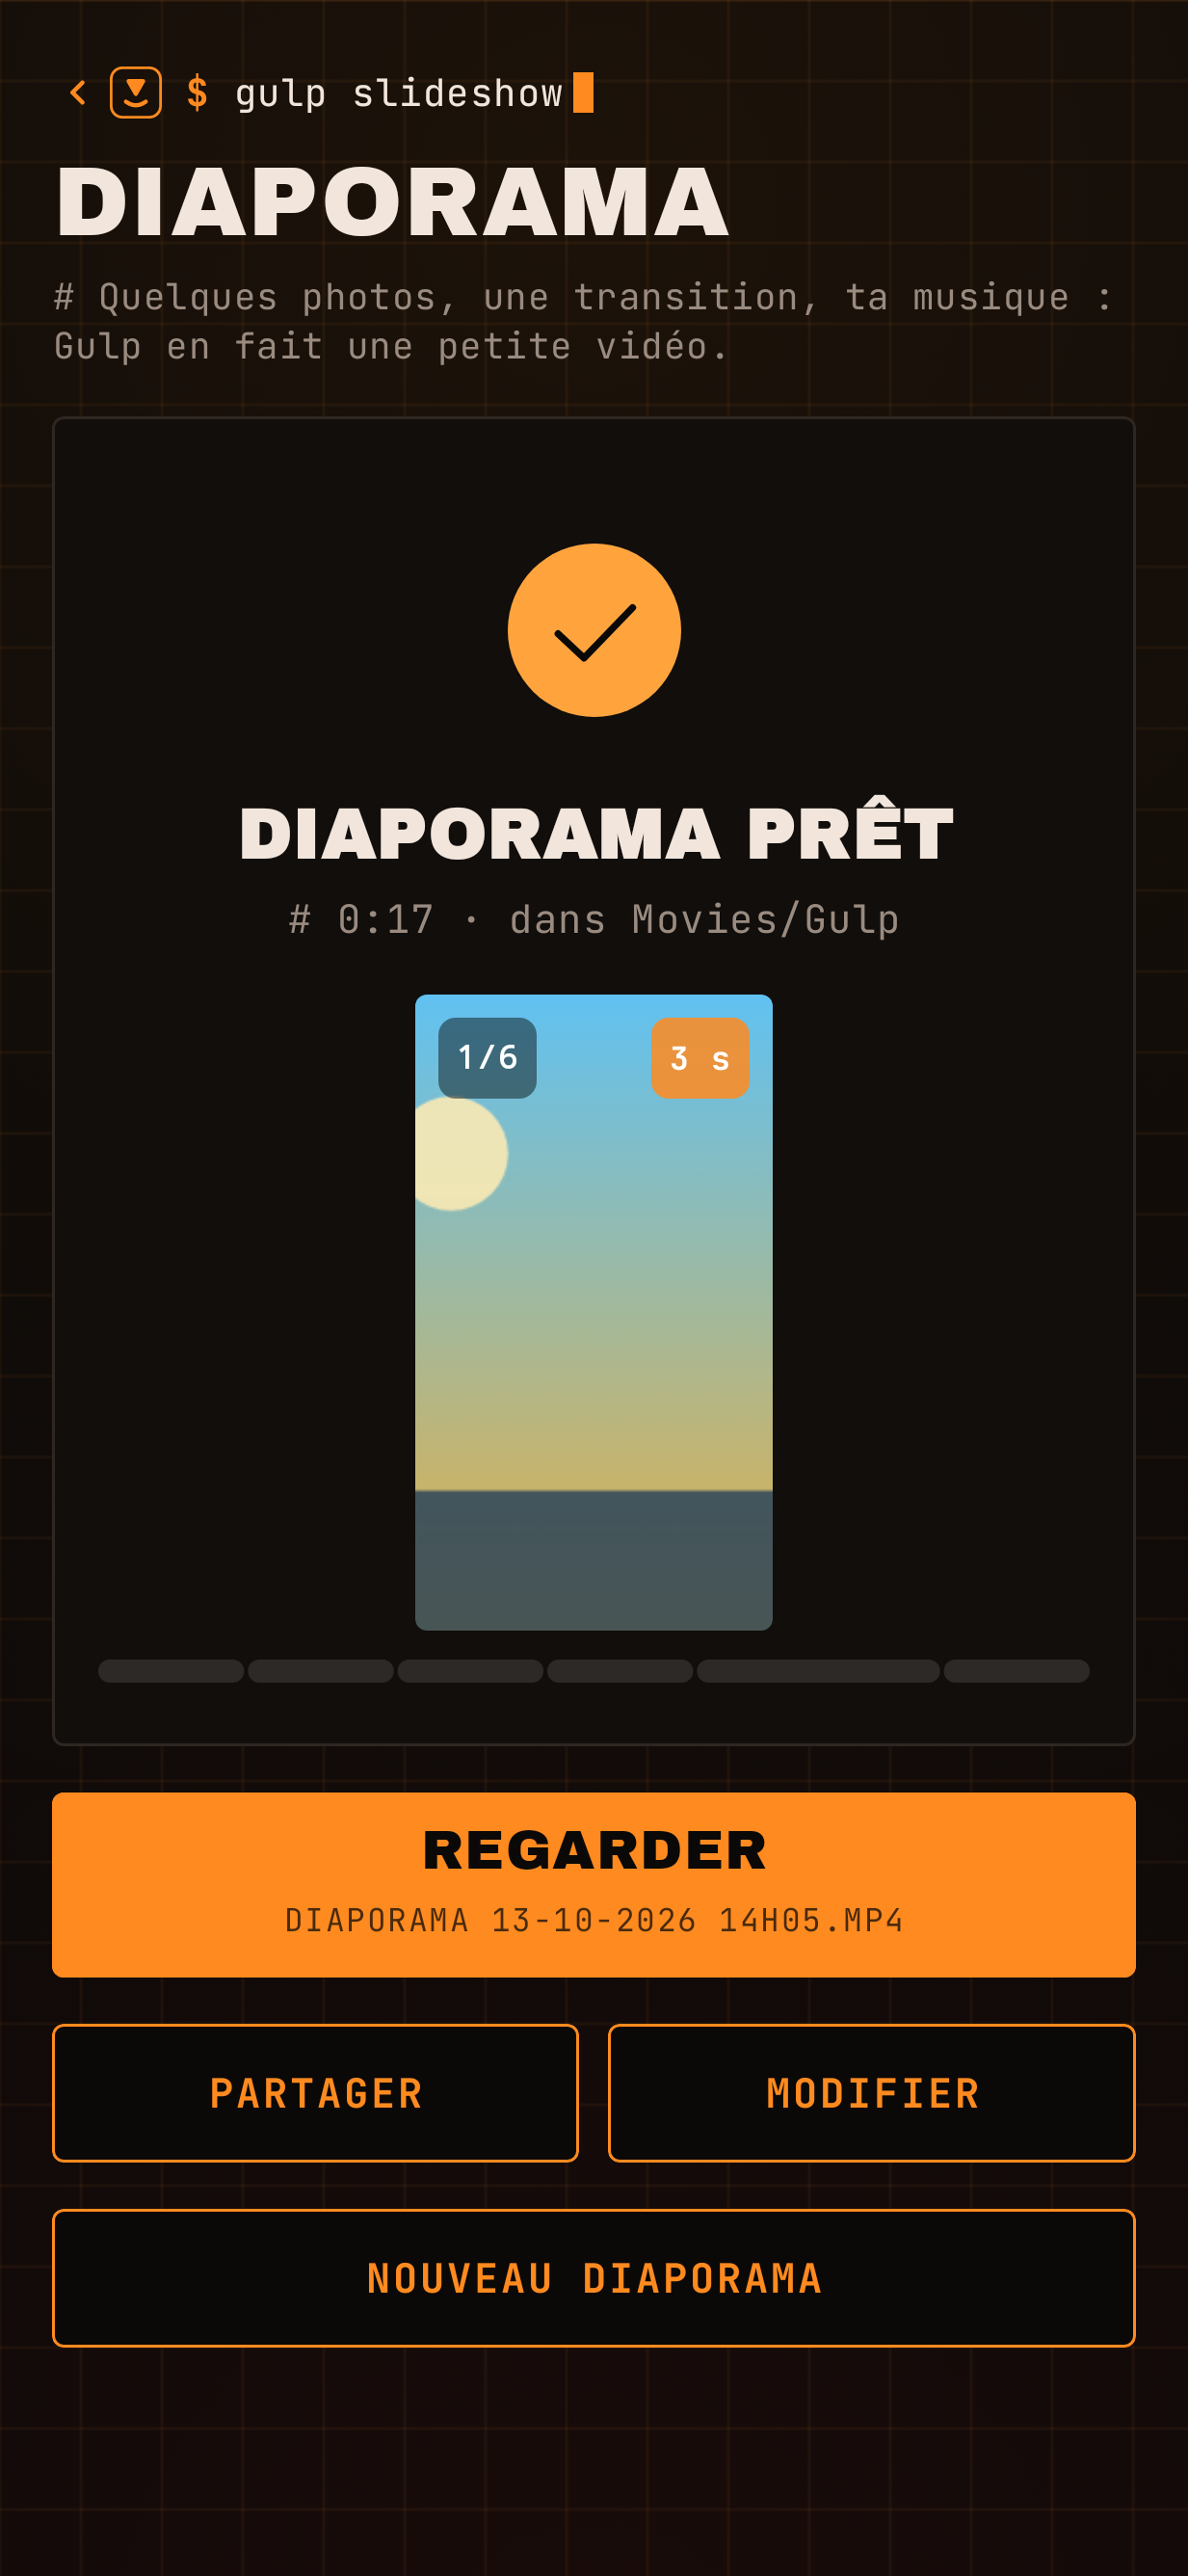 $ gulp slideshow
DIAPORAMA
# Quelques photos, une transition, ta musique :
Gulp en fait une petite vidéo.
DIAPORAMA PRÊT
# 0:17 · dans Movies/Gulp
1/6 3 s
REGARDER
DIAPORAMA 13-10-2026 14H05.MP4
PARTAGER MODIFIER
NOUVEAU DIAPORAMA